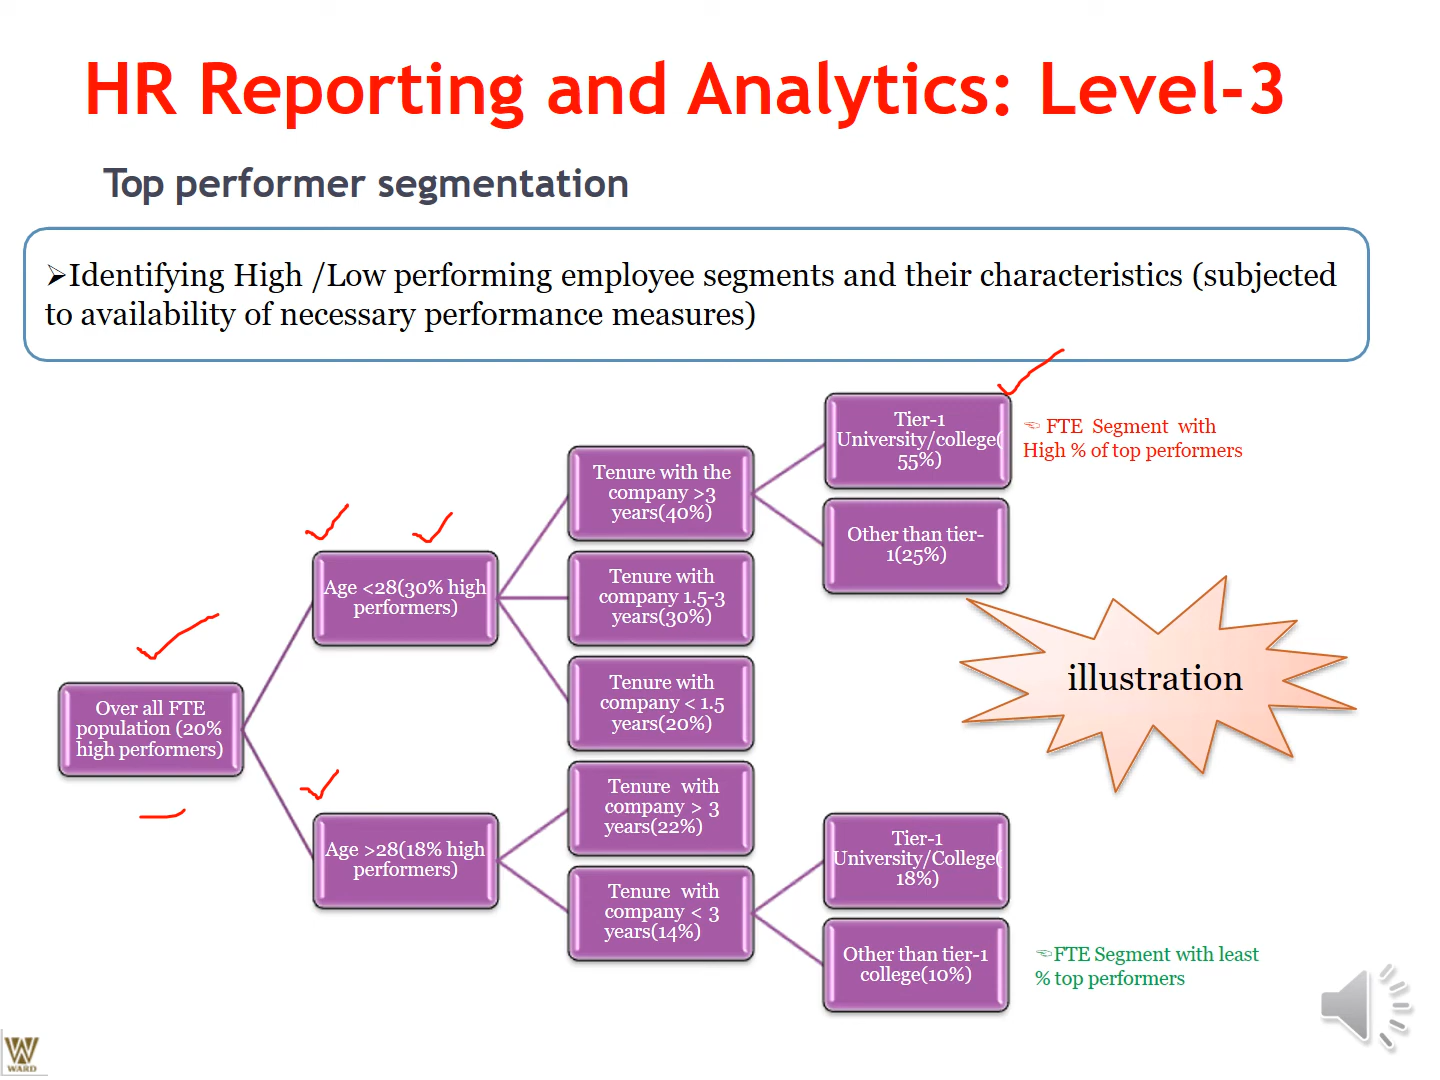 HR Reporting and Analytics: Level-3
Top performer segmentation
➢Identifying High /Low performing employee segments and their characteristics (subjected
to availability of necessary performance measures)
Tier-1
University/college(
55%)
☜ FTE Segment with
High % of top performers
Tenure with the
company >3
years(40%)
Other than tier-
1(25%)
Age <28(30% high
performers)
Tenure with
company 1.5-3
years(30%)
illustration
Over all FTE
population (20%
high performers)
Tenure with
company < 1.5
years(20%)
Tenure with
company > 3
years(22%)
Age >28(18% high
performers)
Tier-1
University/College(
18%)
Tenure with
company < 3
years(14%)
Other than tier-1
college(10%)
☜FTE Segment with least
% top performers
W
WARD